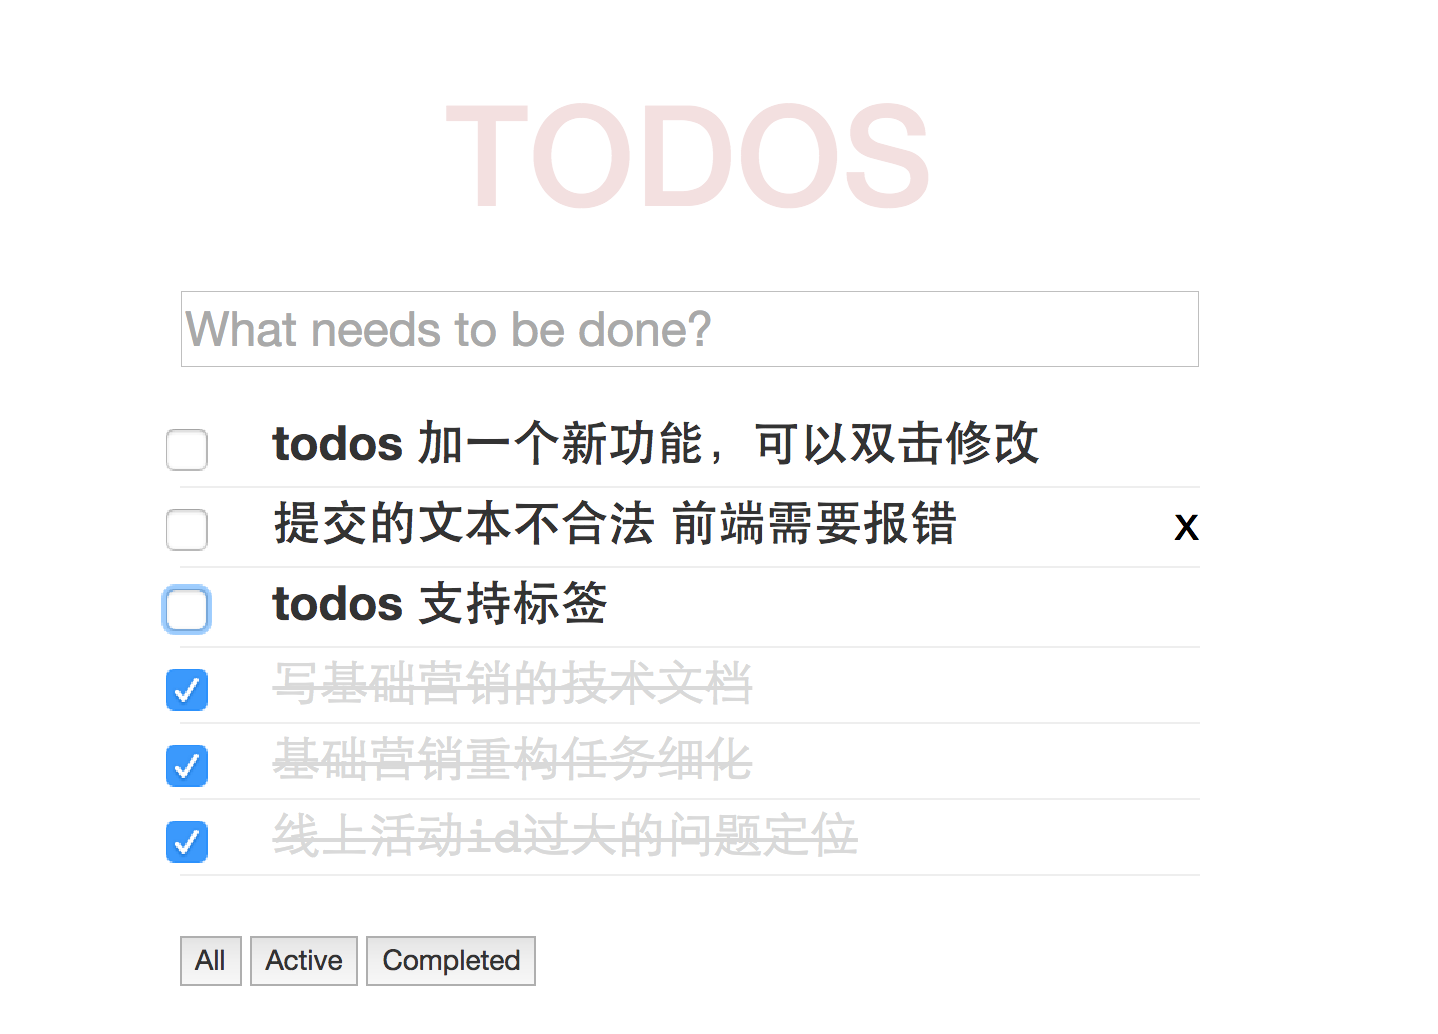 TODOS
What needs to be done?
todos 加一个新功能，可以双击修改
提交的文本不合法 前端需要报错
X
todos 支持标签
写基础营销的技术文档
基础营销重构任务细化
线上活动id过大的问题定位
All Active Completed